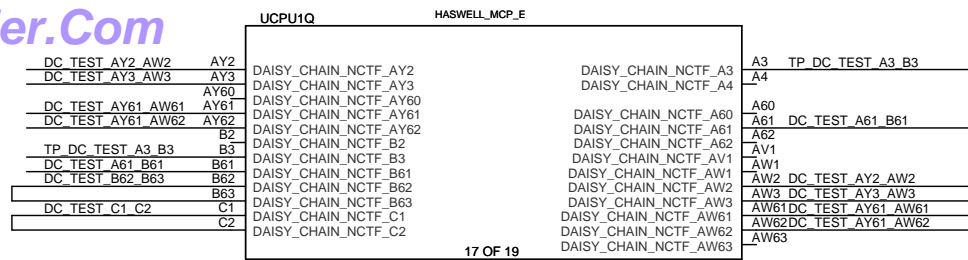 er.Com
UCPU1Q
HASWELL_MCP_E
DC_TEST_AY2_AW2 AY2
DC_TEST_AY3_AW3 AY3
AY60
DC_TEST_AY61_AW61 AY61
DC_TEST_AY61_AW62 AY62
B2
TP_DC_TEST_A3_B3 B3
DC_TEST_A61_B61 B61
DC_TEST_B62_B63 B62
B63
DC_TEST_C1_C2 C1
C2
DAISY_CHAIN_NCTF_AY2
DAISY_CHAIN_NCTF_AY3
DAISY_CHAIN_NCTF_AY60
DAISY_CHAIN_NCTF_AY61
DAISY_CHAIN_NCTF_AY62
DAISY_CHAIN_NCTF_B2
DAISY_CHAIN_NCTF_B3
DAISY_CHAIN_NCTF_B61
DAISY_CHAIN_NCTF_B62
DAISY_CHAIN_NCTF_B63
DAISY_CHAIN_NCTF_C1
DAISY_CHAIN_NCTF_C2
DAISY_CHAIN_NCTF_A3
DAISY_CHAIN_NCTF_A4
DAISY_CHAIN_NCTF_A60
DAISY_CHAIN_NCTF_A61
DAISY_CHAIN_NCTF_A62
DAISY_CHAIN_NCTF_AV1
DAISY_CHAIN_NCTF_AW1
DAISY_CHAIN_NCTF_AW2
DAISY_CHAIN_NCTF_AW3
DAISY_CHAIN_NCTF_AW61
DAISY_CHAIN_NCTF_AW62
DAISY_CHAIN_NCTF_AW63
17 OF 19
A3 TP_DC_TEST_A3_B3
A4
A60
A61 DC_TEST_A61_B61
A62
AV1
AW1
AW2 DC_TEST_AY2_AW2
AW3 DC_TEST_AY3_AW3
AW61 DC_TEST_AY61_AW61
AW62 DC_TEST_AY61_AW62
AW63